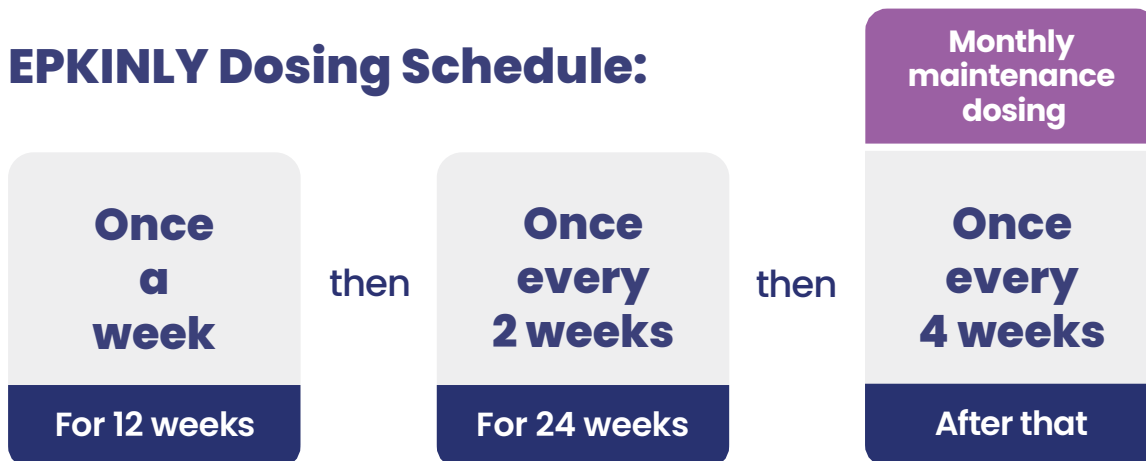 EPKINLY Dosing Schedule:
Monthly
maintenance
dosing
Once
a
week
For 12 weeks
then
Once
every
2 weeks
For 24 weeks
then
Once
every
4 weeks
After that